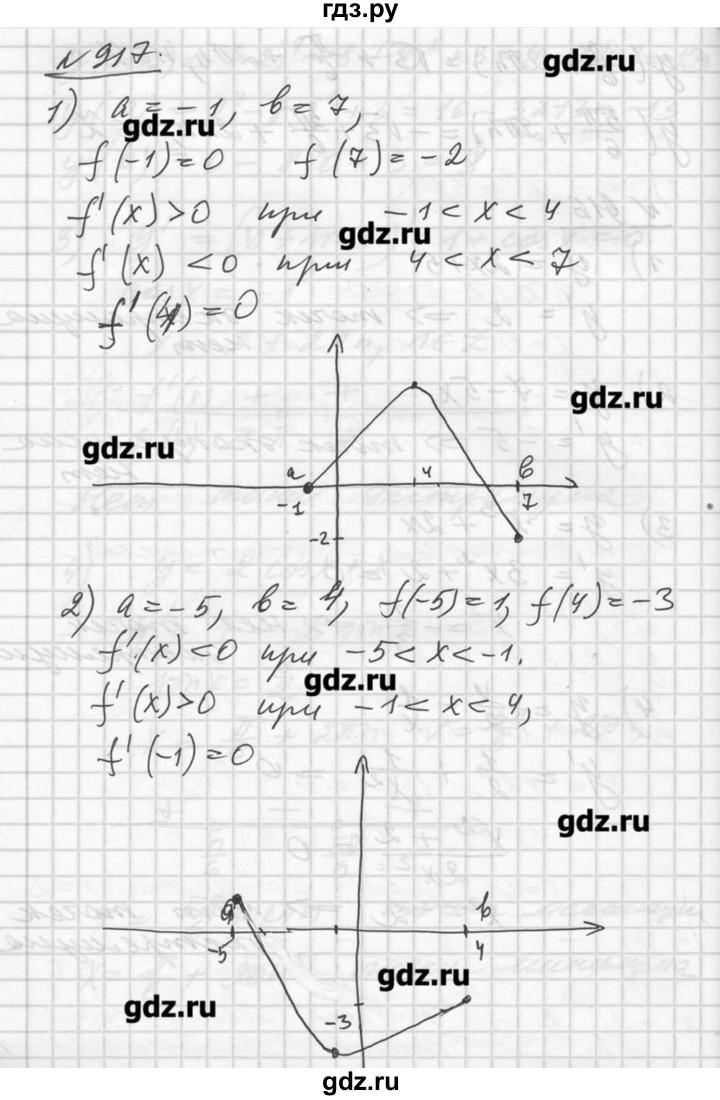 гдз.ру
№917.
gdz.ru
1) a = -1, b = 7,
gdz.ru
f(-1) = 0 f(7) = -2
f'(x) > 0 при -1 < x < 4
gdz.ru
f'(x) < 0 при 4 < x < 7
f'(4) = 0
gdz.ru
gdz.ru
a 4 b
-1 7
-2
2) a = -5, b = 4, f(-5) = 1, f(4) = -3
f'(x) < 0 при -5 < x < -1.
gdz.ru
f'(x) > 0 при -1 < x < 4,
f'(-1) = 0
gdz.ru
a b
-5 4
gdz.ru
gdz.ru
-3
gdz.ru